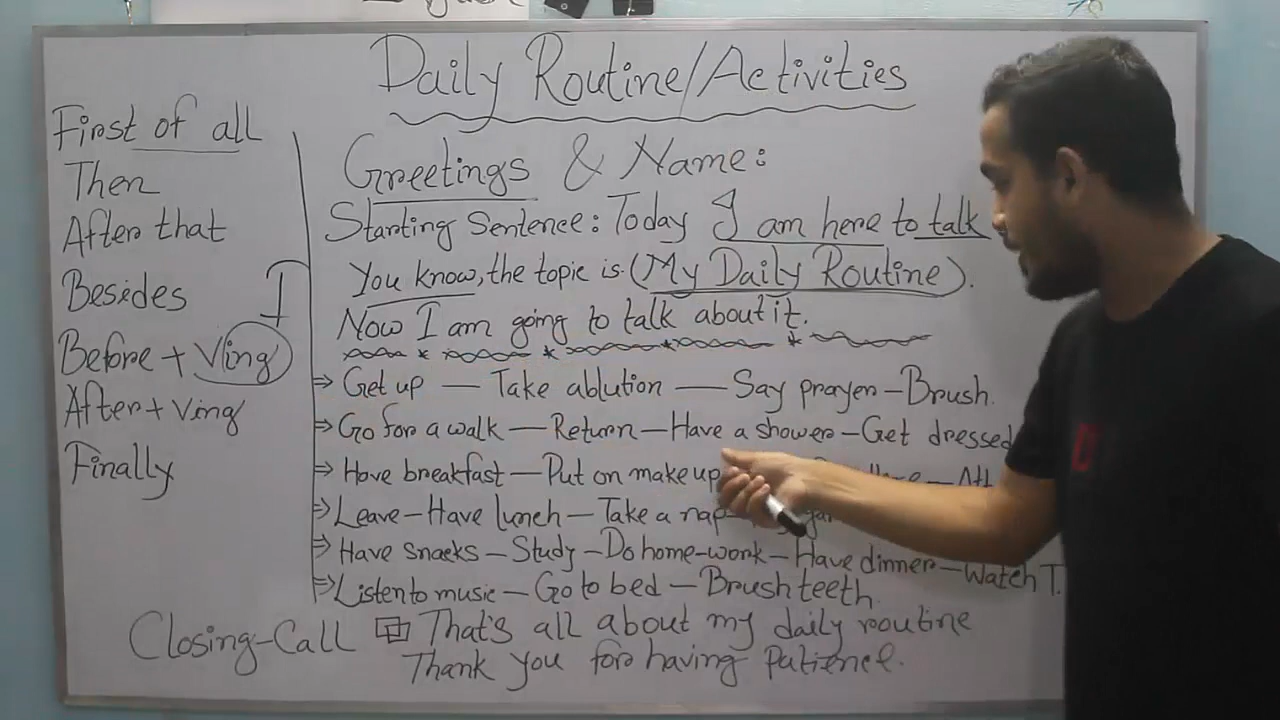 Daily Routine/Activities
First of all
Then
After that
Besides
Before + Ving
After + Ving
Finally
I
Greetings & Name:
Starting Sentence: Today I am here to talk
You know, the topic is (My Daily Routine).
Now I am going to talk about it.
⇒ Get up — Take ablution — Say prayer – Brush.
⇒ Go for a walk — Return — Have a shower – Get dressed
⇒ Have breakfast — Put on make up
⇒ Leave – Have lunch – Take a nap –
⇒ Have snacks – Study – Do home-work – Have dinner – Watch T.
⇒ Listen to music – Go to bed – Brush teeth.
Closing-Call That's all about my daily routine
Thank you for having patience.